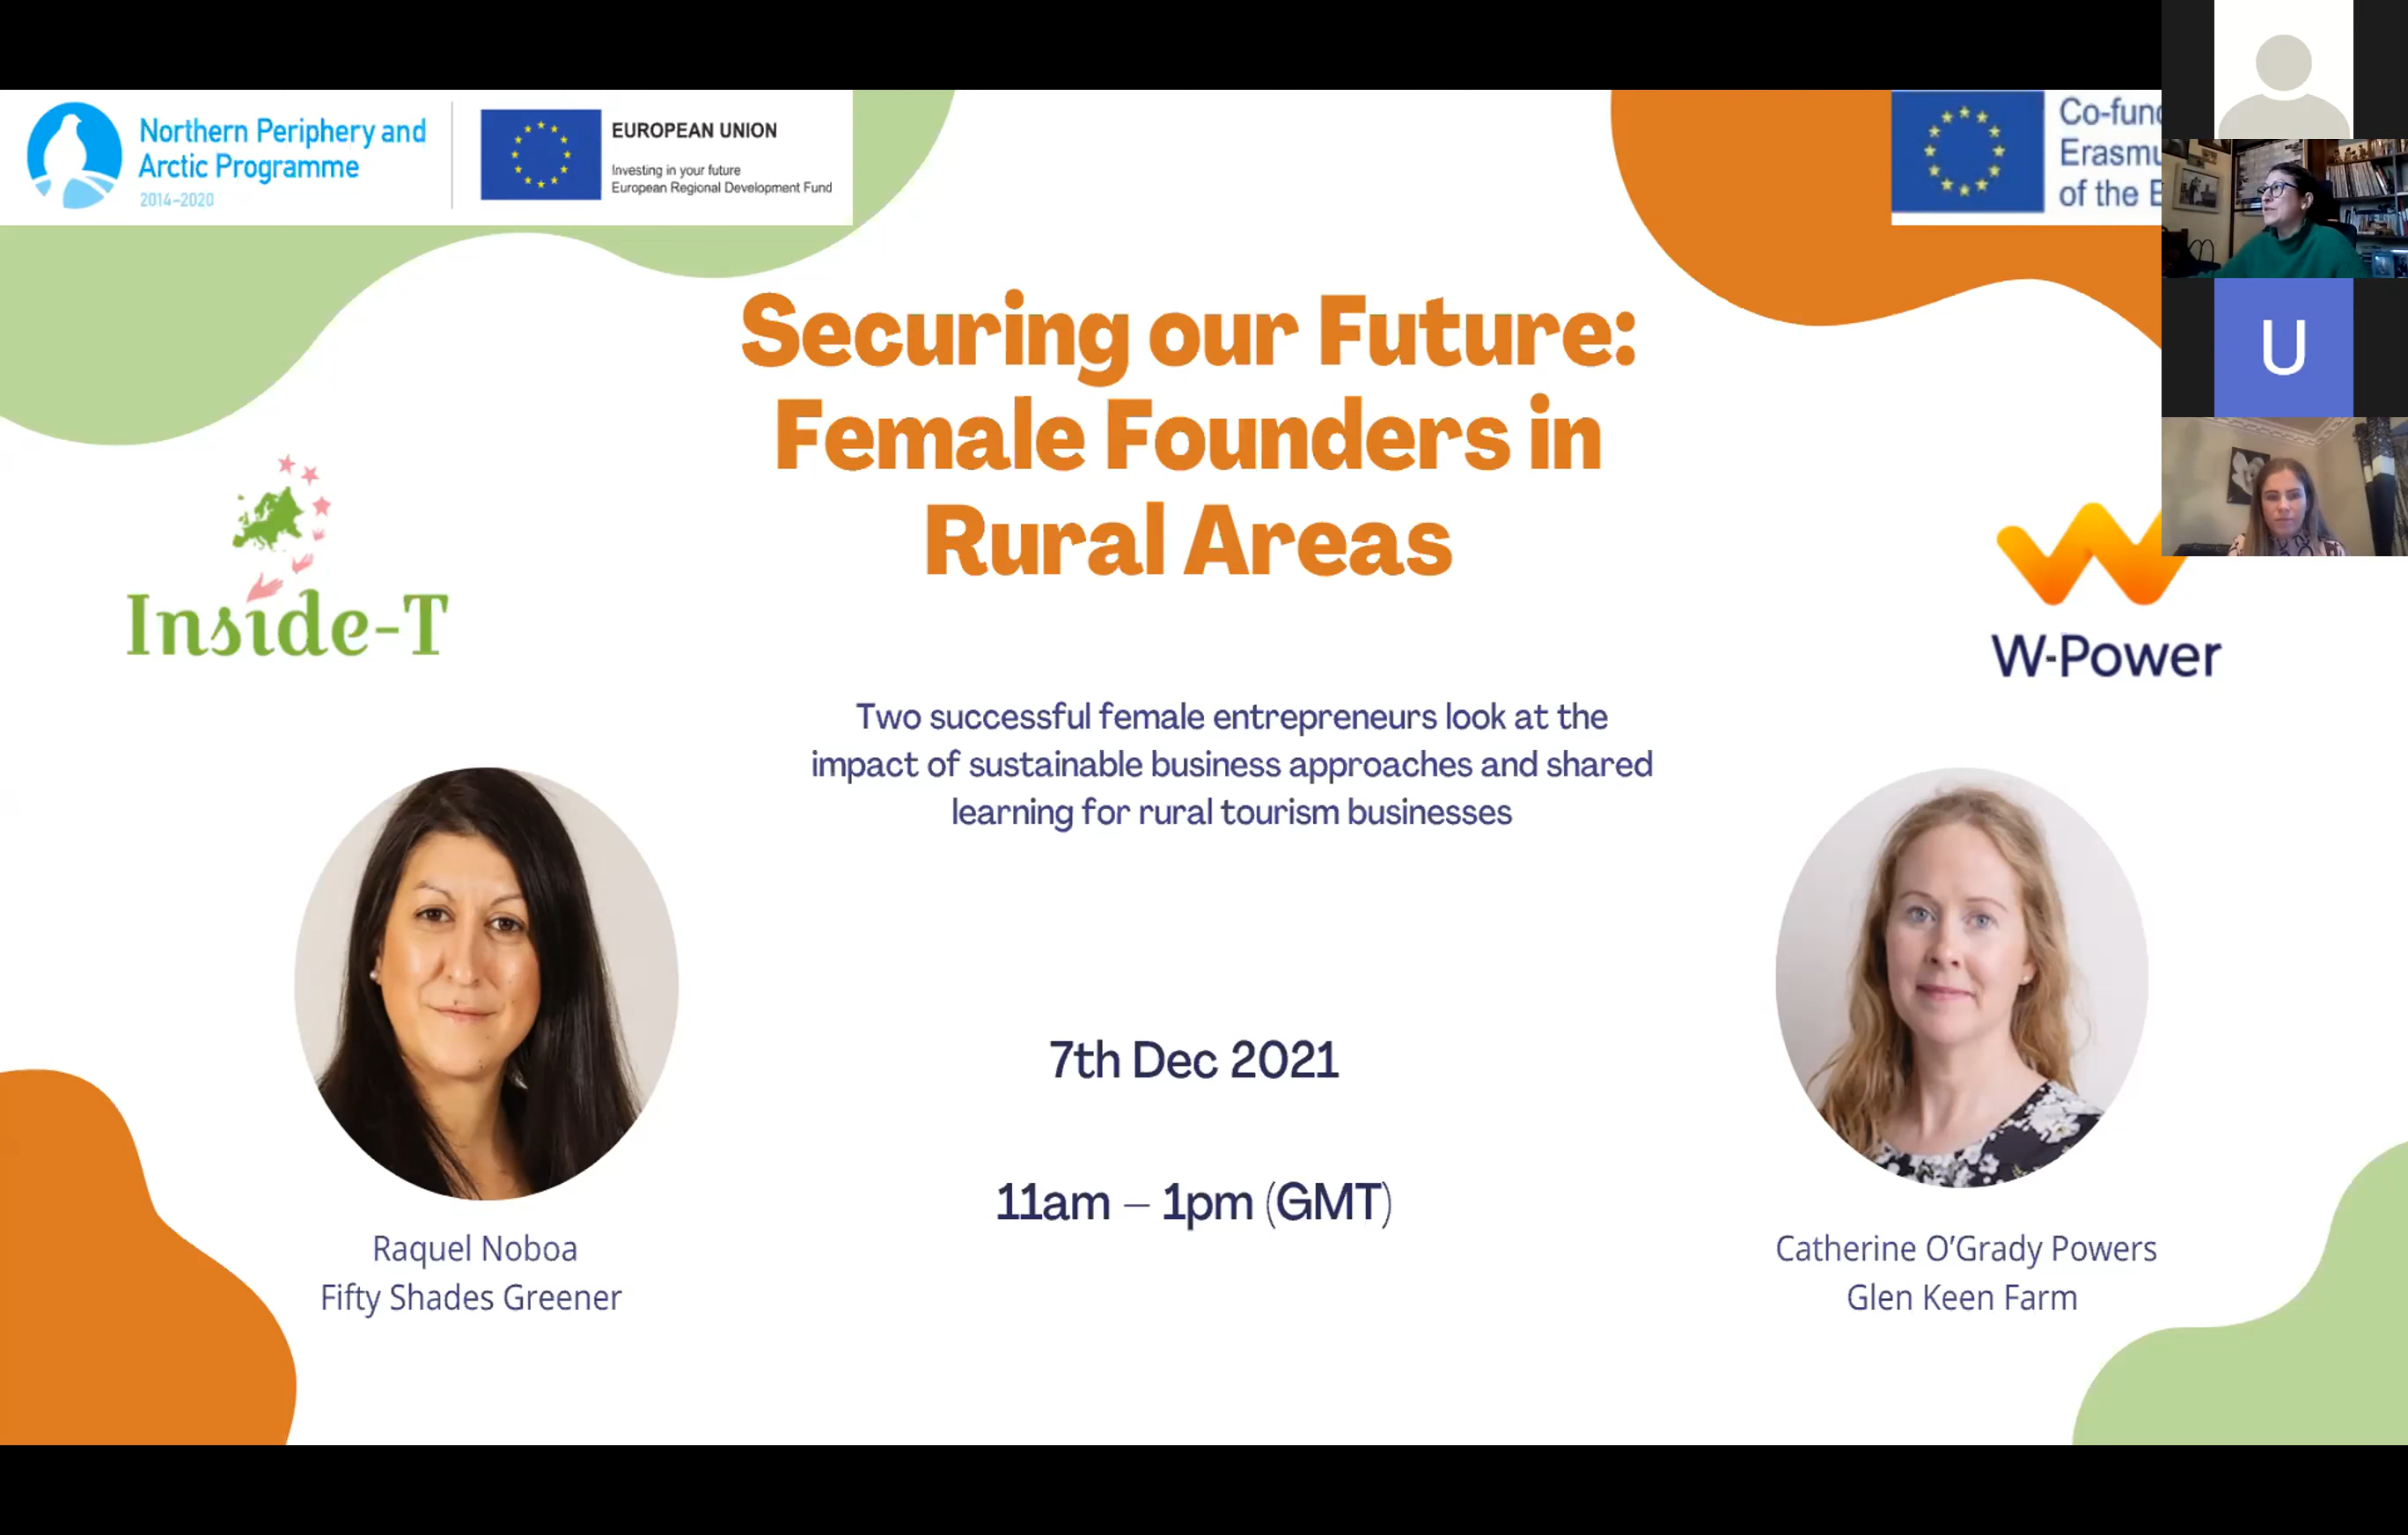 Northern Periphery and
Arctic Programme
2014–2020
EUROPEAN UNION
Investing in your future
European Regional Development Fund
Co-fund
Erasmu
of the E
U
Securing our Future:
Female Founders in
Rural Areas
Inside-T
W-Power
Two successful female entrepreneurs look at the
impact of sustainable business approaches and shared
learning for rural tourism businesses
7th Dec 2021
11am – 1pm (GMT)
Raquel Noboa
Fifty Shades Greener
Catherine O’Grady Powers
Glen Keen Farm